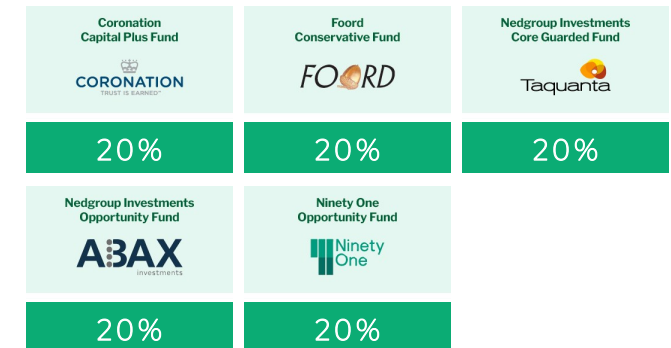 Coronation
Capital Plus Fund
CORONATION
TRUST IS EARNED™
20%
Foord
Conservative Fund
FOORD
20%
Nedgroup Investments
Core Guarded Fund
Taquanta
20%
Nedgroup Investments
Opportunity Fund
ABAX
investments
20%
Ninety One
Opportunity Fund
Ninety
One
20%